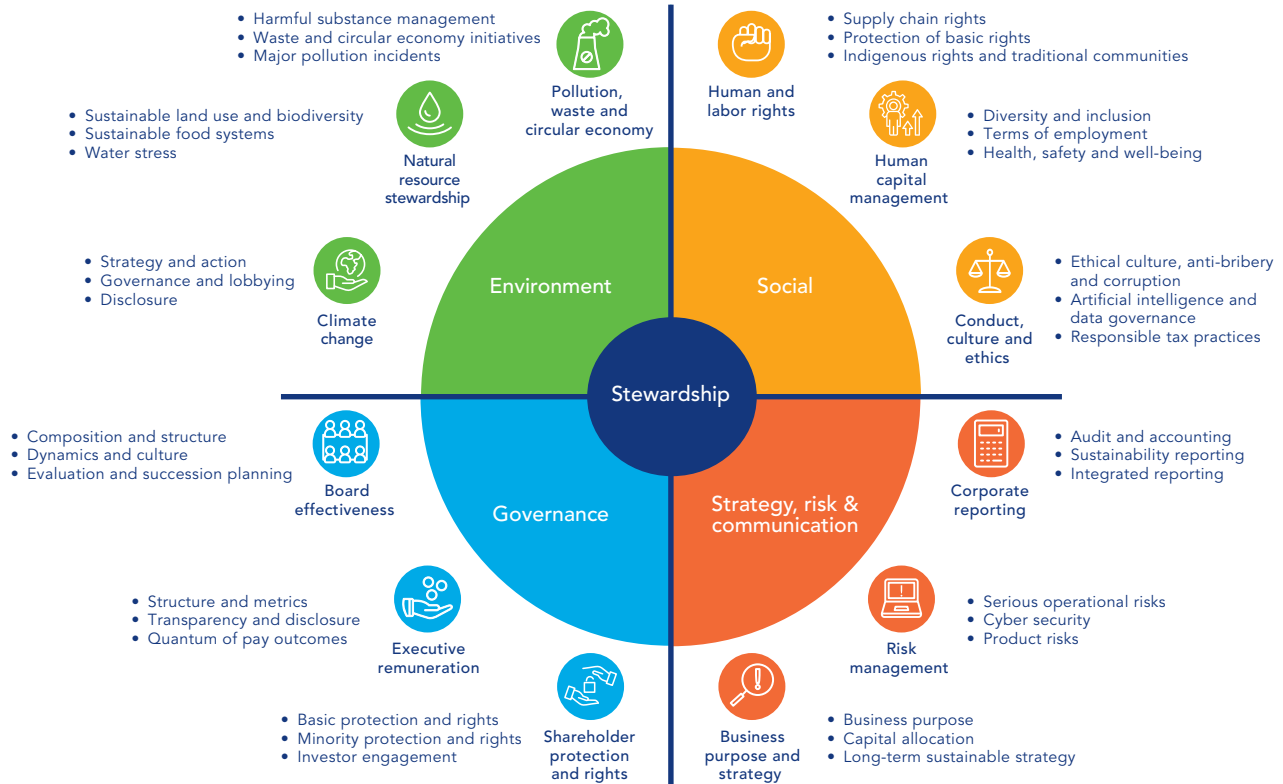 • Harmful substance management
• Waste and circular economy initiatives
• Major pollution incidents
Pollution,
waste and
circular economy
• Sustainable land use and biodiversity
• Sustainable food systems
• Water stress
Natural
resource
stewardship
• Strategy and action
• Governance and lobbying
• Disclosure
Climate
change
Environment
• Supply chain rights
• Protection of basic rights
• Indigenous rights and traditional communities
Human and
labor rights
• Diversity and inclusion
• Terms of employment
• Health, safety and well-being
Human
capital
management
• Ethical culture, anti-bribery
and corruption
• Artificial intelligence and
data governance
• Responsible tax practices
Conduct,
culture and
ethics
Social
Stewardship
• Composition and structure
• Dynamics and culture
• Evaluation and succession planning
Board
effectiveness
Governance
• Structure and metrics
• Transparency and disclosure
• Quantum of pay outcomes
Executive
remuneration
• Basic protection and rights
• Minority protection and rights
• Investor engagement
Shareholder
protection
and rights
Strategy, risk &
communication
• Audit and accounting
• Sustainability reporting
• Integrated reporting
Corporate
reporting
• Serious operational risks
• Cyber security
• Product risks
Risk
management
• Business purpose
• Capital allocation
• Long-term sustainable strategy
Business
purpose and
strategy